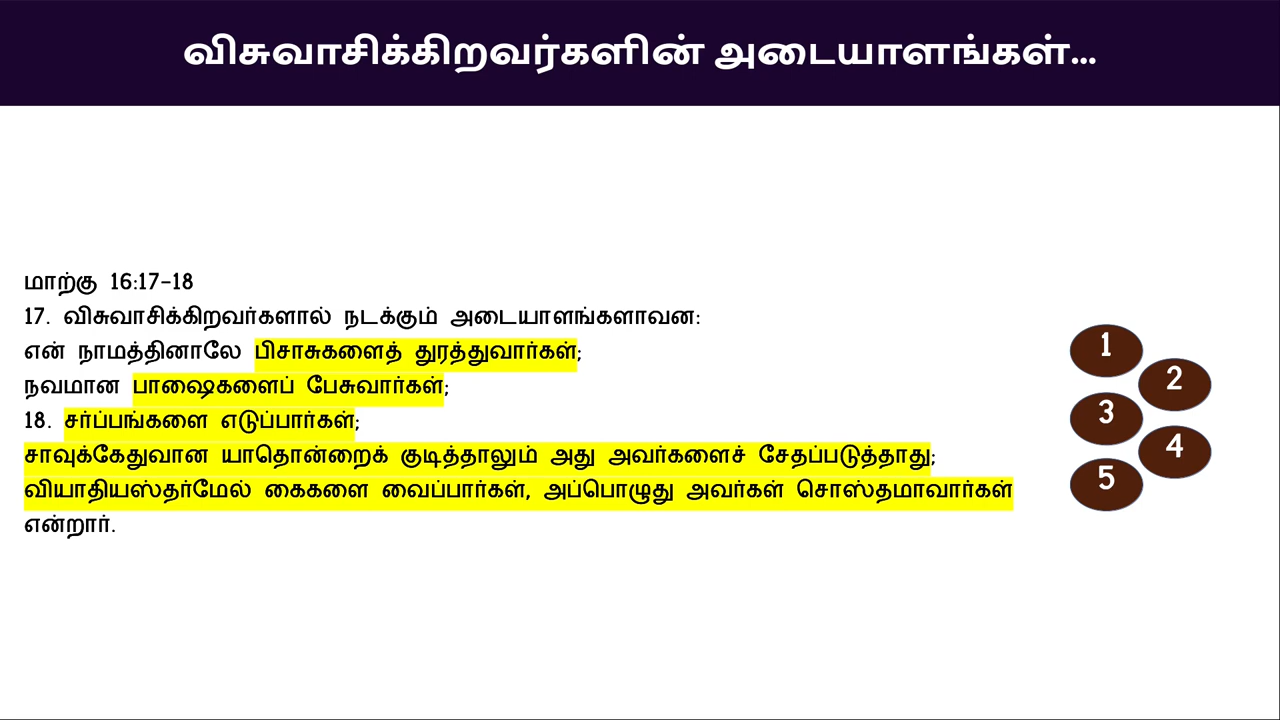 விசுவாசிக்கிறவர்களின் அடையாளங்கள்...
மாற்கு 16:17-18
17. விசுவாசிக்கிறவர்களால் நடக்கும் அடையாளங்களாவன:
என் நாமத்தினாலே பிசாசுகளைத் துரத்துவார்கள்;
நவமான பாஷைகளைப் பேசுவார்கள்;
18. சர்ப்பங்களை எடுப்பார்கள்;
சாவுக்கேதுவான யாதொன்றைக் குடித்தாலும் அது அவர்களைச் சேதப்படுத்தாது;
வியாதியஸ்தர்மேல் கைகளை வைப்பார்கள், அப்பொழுது அவர்கள் சொஸ்தமாவார்கள்
என்றார்.
1
2
3
4
5